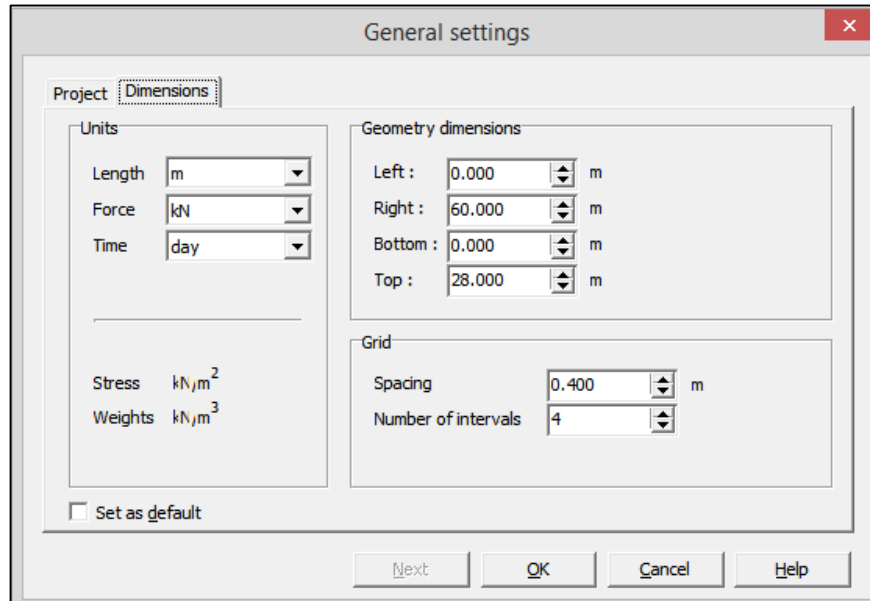 General settings
Project Dimensions
Units
Length m
Force kN
Time day
Stress kN/m²
Weights kN/m³
Geometry dimensions
Left : 0.000 m
Right : 60.000 m
Bottom : 0.000 m
Top : 28.000 m
Grid
Spacing 0.400 m
Number of intervals 4
Set as default
Next OK Cancel Help